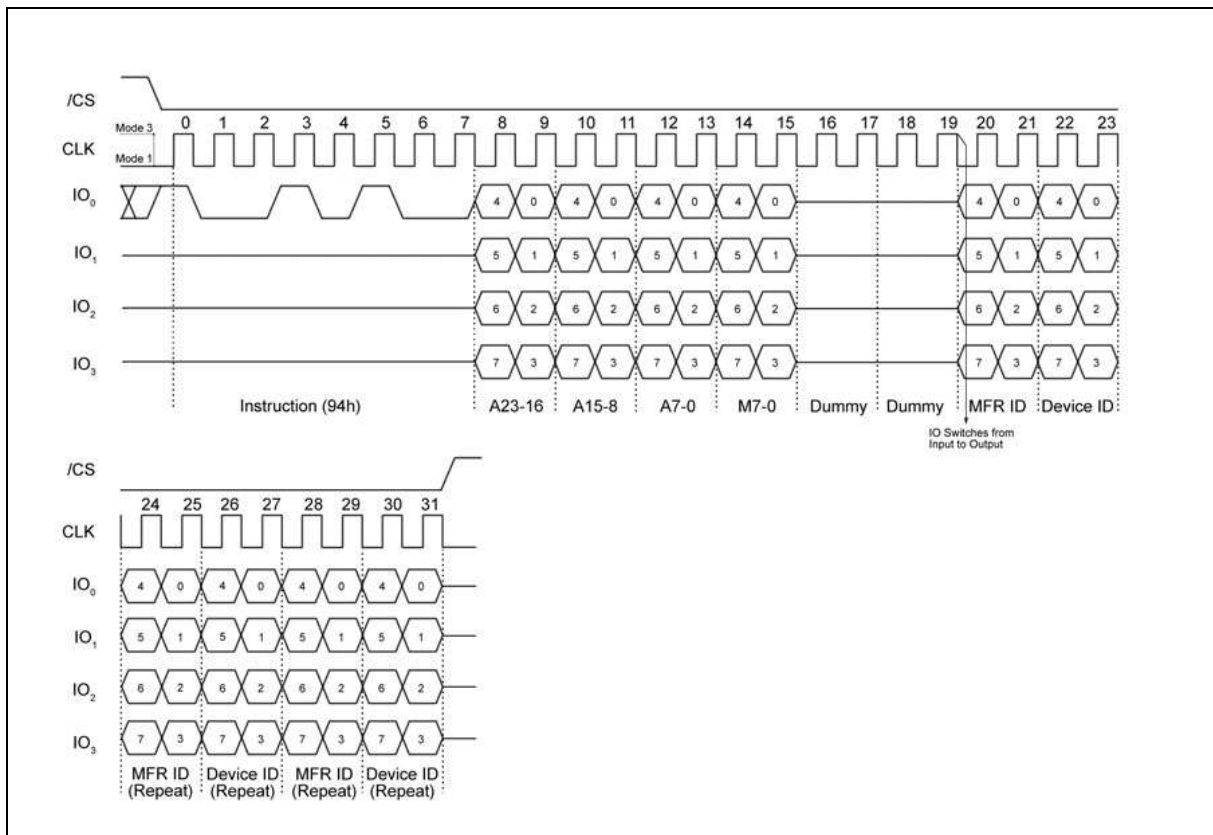 /CS
0 1 2 3 4 5 6 7 8 9 10 11 12 13 14 15 16 17 18 19 20 21 22 23
Mode 3
CLK
Mode 1
IO0 4 0 4 0 4 0 4 0 4 0 4 0
IO1 5 1 5 1 5 1 5 1 5 1 5 1
IO2 6 2 6 2 6 2 6 2 6 2 6 2
IO3 7 3 7 3 7 3 7 3 7 3 7 3
Instruction (94h) A23-16 A15-8 A7-0 M7-0 Dummy Dummy MFR ID Device ID
IO Switches from
Input to Output
/CS
24 25 26 27 28 29 30 31
CLK
IO0 4 0 4 0 4 0 4 0
IO1 5 1 5 1 5 1 5 1
IO2 6 2 6 2 6 2 6 2
IO3 7 3 7 3 7 3 7 3
MFR ID Device ID MFR ID Device ID
(Repeat) (Repeat) (Repeat) (Repeat)